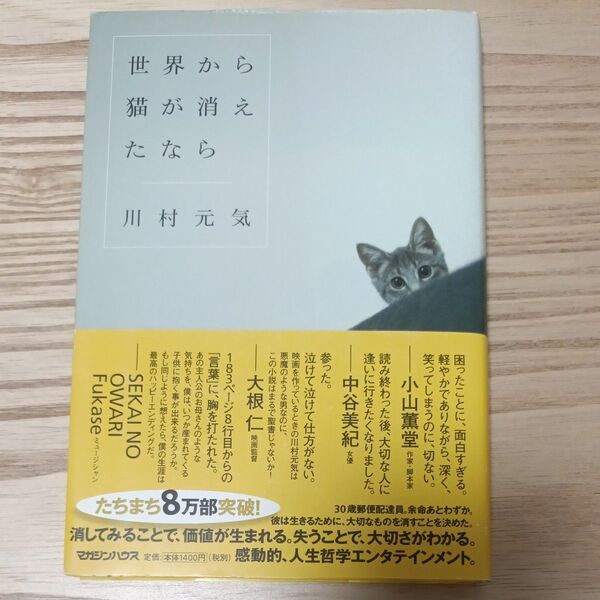 世界から
猫が消え
たなら
川村元気
困ったことに、面白すぎる。
軽やかでありながら、深く、
笑ってしまうのに、切ない。
——小山薫堂 作家・脚本家
読み終わった後、大切な人に
逢いに行きたくなりました。
——中谷美紀 女優
参った。
泣けて泣けて仕方がない。
映画を作っているときの川村元気は
悪魔のような男なのに、
この小説はまるで聖書じゃないか!
——大根仁 映画監督
183ページ8行目からの
「言葉」に、胸を打たれた。
あの主人公のお母さんのような
気持ちを、僕は、いつか産まれてくる
子供に抱く事が出来るだろうか。
もし同じように想えたら、僕の生涯は
最高のハッピーエンディングだ。
——SEKAI NO
OWARI
Fukase ミュージシャン
たちまち8万部突破!
30歳郵便配達員。余命あとわずか。
彼は生きるために、大切なものを消すことを決めた。
消してみることで、価値が生まれる。失うことで、大切さがわかる。
マガジンハウス 定価:本体1400円(税別) 感動的、人生哲学エンタテインメント。